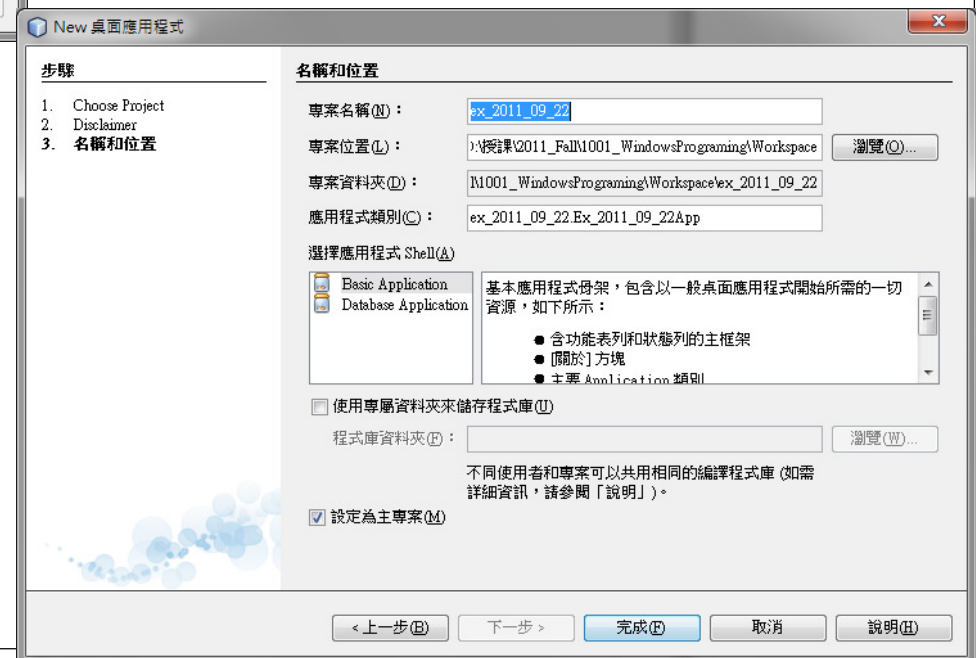 New 桌面應用程式
步驟
1. Choose Project
2. Disclaimer
3. 名稱和位置
名稱和位置
專案名稱(N)：
ex_2011_09_22
專案位置(L)：
:\授課\2011_Fall\1001_WindowsPrograming\Workspace
瀏覽(O)...
專案資料夾(D)：
\1001_WindowsPrograming\Workspace\ex_2011_09_22
應用程式類別(C)：
ex_2011_09_22.Ex_2011_09_22App
選擇應用程式 Shell(A)
Basic Application
Database Application
基本應用程式骨架，包含以一般桌面應用程式開始所需的一切
資源，如下所示：
● 含功能表列和狀態列的主框架
● [關於] 方塊
● 主要 Application 類別
使用專屬資料夾來儲存程式庫(U)
程式庫資料夾(F)：
瀏覽(W)...
不同使用者和專案可以共用相同的編譯程式庫 (如需
詳細資訊，請參閱「說明」)。
設定為主專案(M)
< 上一步(B)
下一步 >
完成(F)
取消
說明(H)